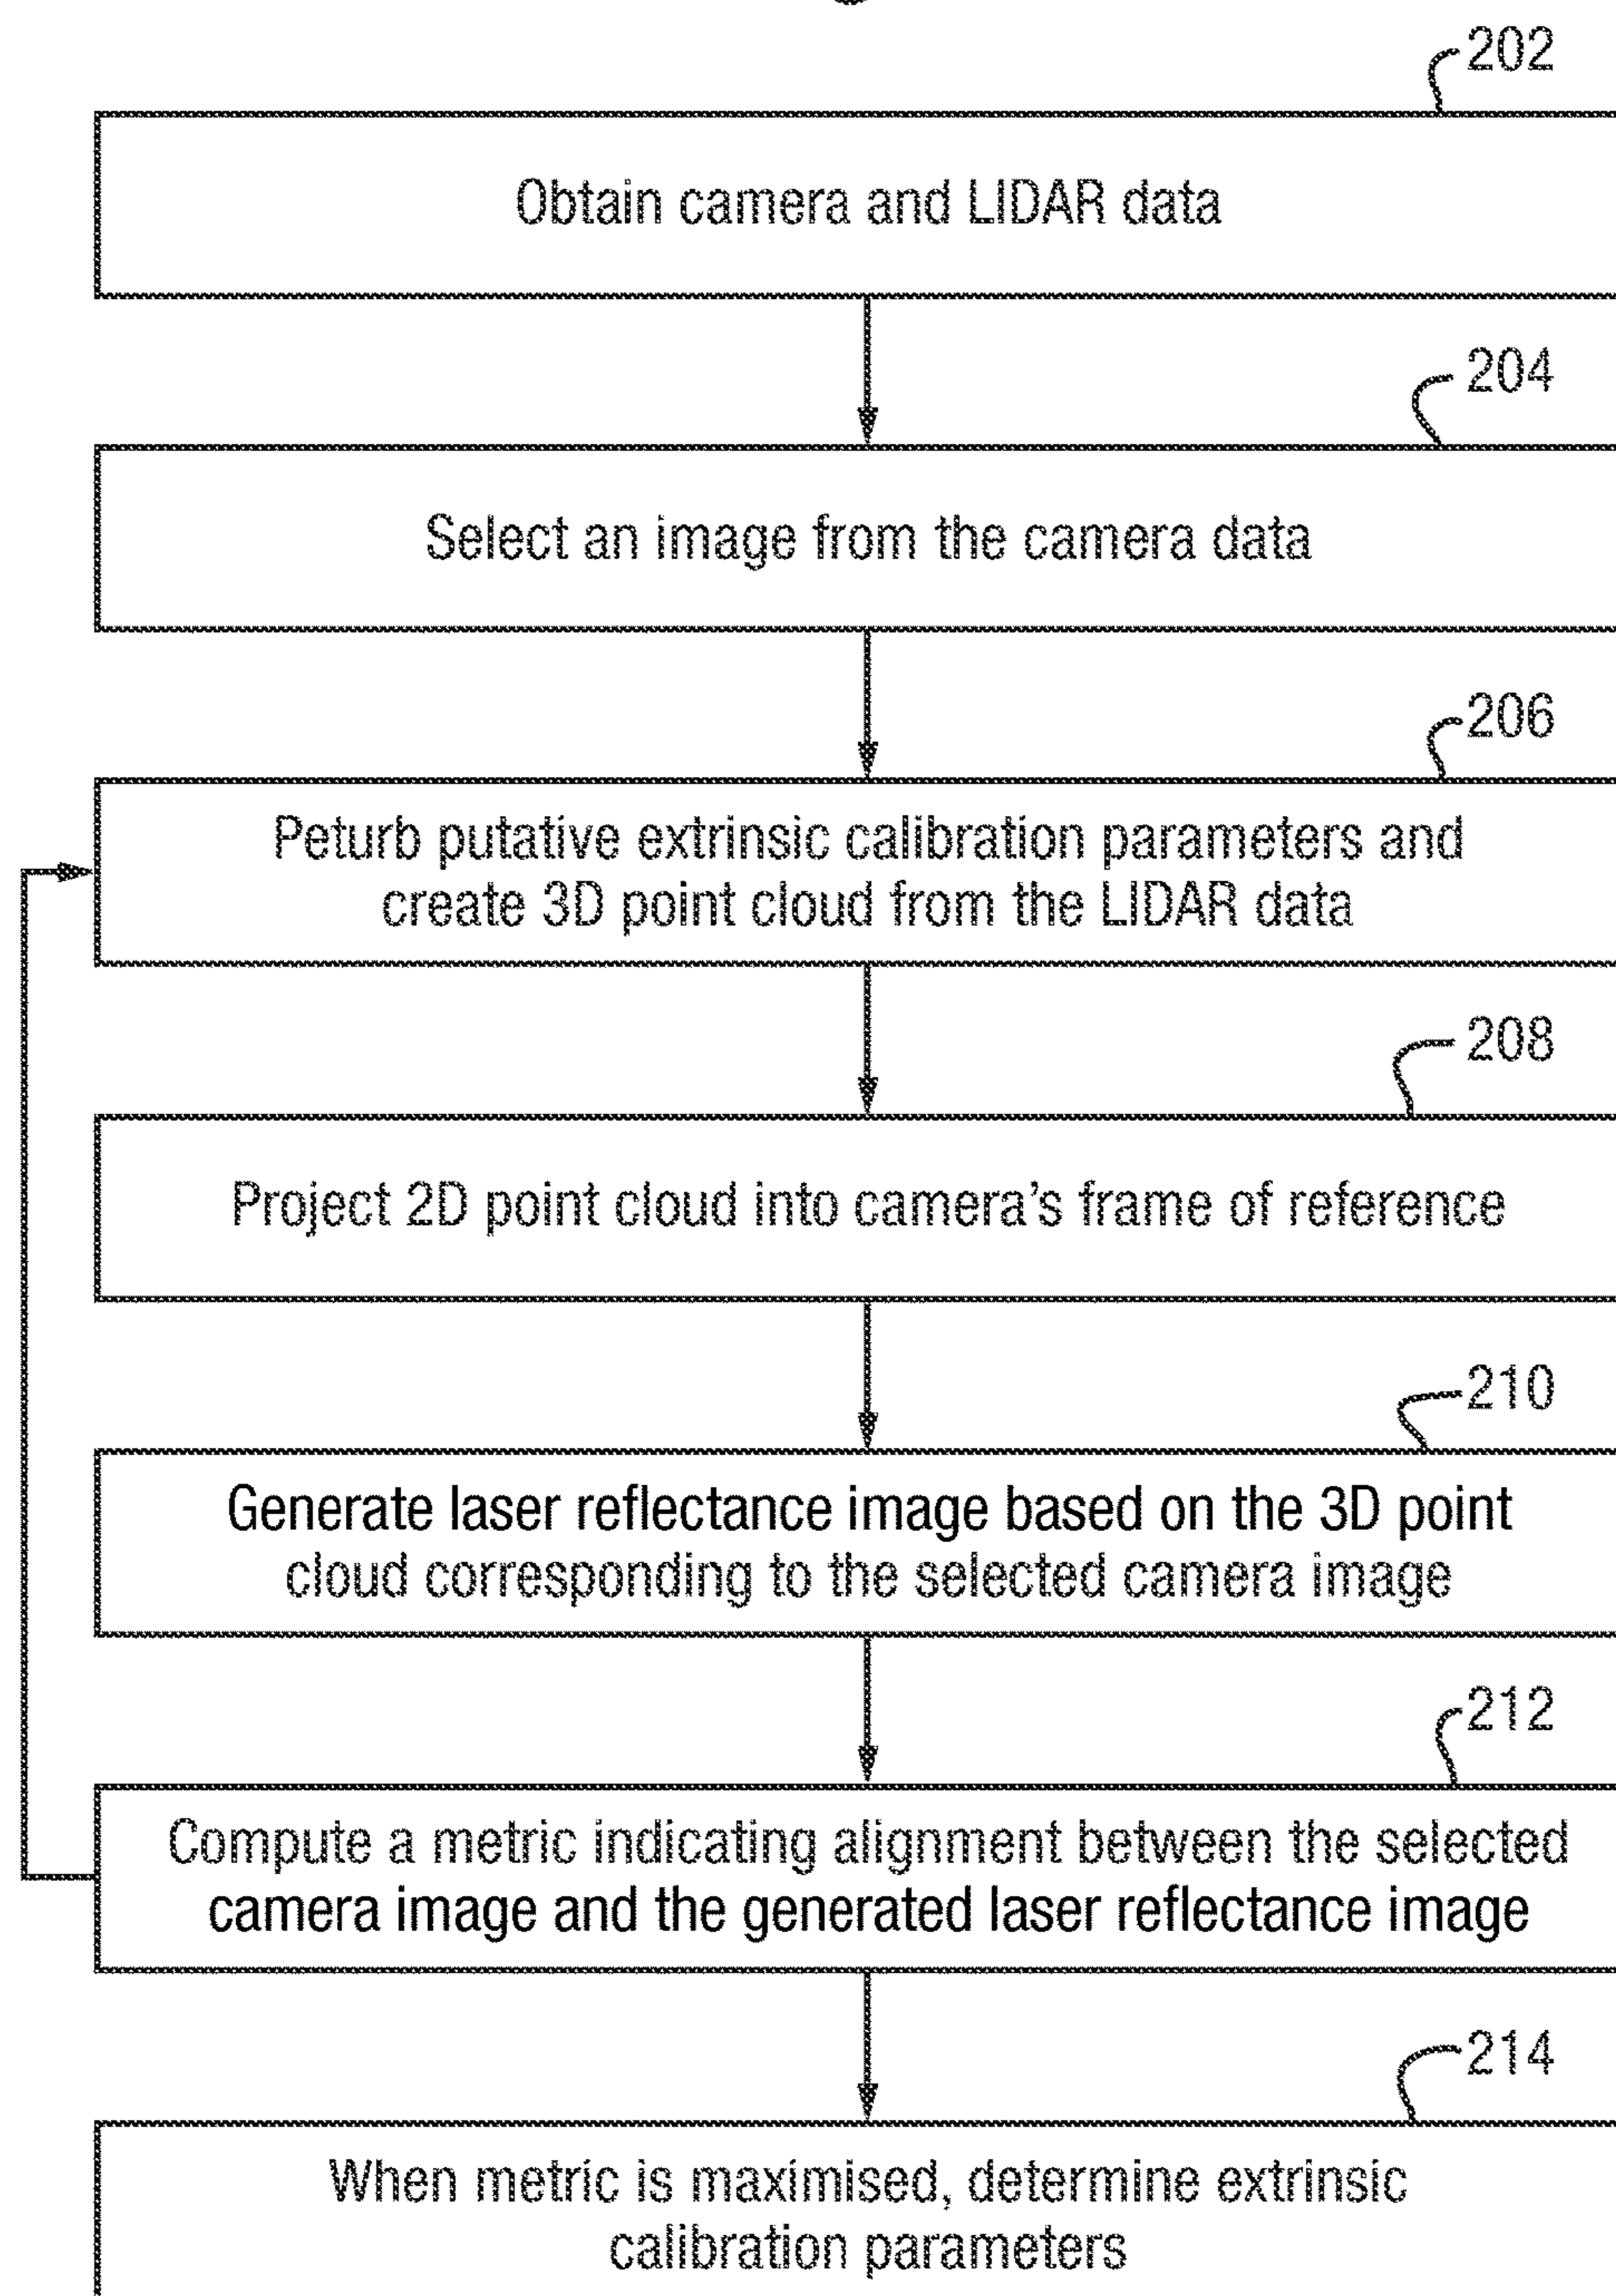 202
Obtain camera and LIDAR data
204
Select an image from the camera data
206
Peturb putative extrinsic calibration parameters and
create 3D point cloud from the LIDAR data
208
Project 2D point cloud into camera's frame of reference
210
Generate laser reflectance image based on the 3D point
cloud corresponding to the selected camera image
212
Compute a metric indicating alignment between the selected
camera image and the generated laser reflectance image
214
When metric is maximised, determine extrinsic
calibration parameters